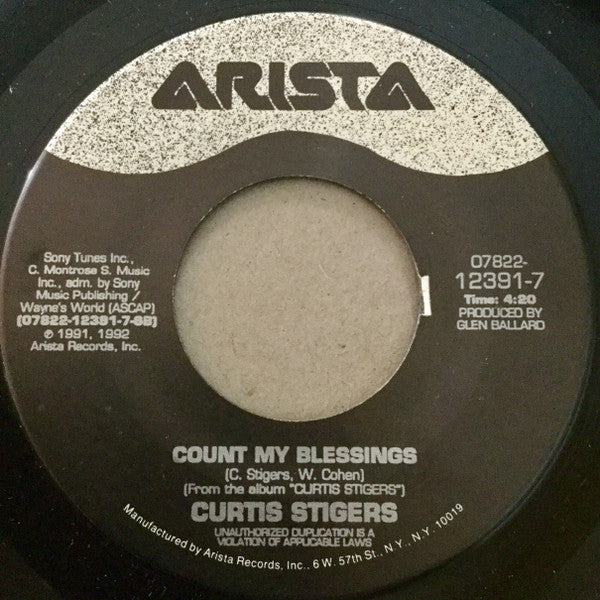 ARISTA
Sony Tunes Inc.,
C. Montrose S. Music
Inc., adm. by Sony
Music Publishing /
Wayne's World (ASCAP)
(07822-12391-7-SB)
℗ 1991, 1992
Arista Records, Inc.
07822-
12391-7
Time: 4:20
PRODUCED BY
GLEN BALLARD
COUNT MY BLESSINGS
(C. Stigers, W. Cohen)
(From the album "CURTIS STIGERS")
CURTIS STIGERS
UNAUTHORIZED DUPLICATION IS A
VIOLATION OF APPLICABLE LAWS
Manufactured by Arista Records, Inc., 6 W. 57th St., N.Y., N.Y. 10019